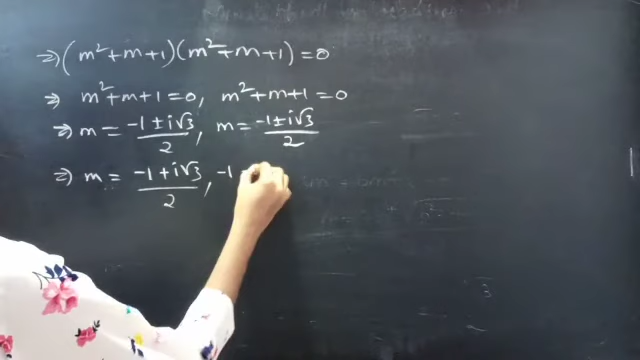 ⇒ (m²+m+1)(m²+m+1)=0
⇒ m²+m+1=0, m²+m+1=0
⇒ m = (-1±i√3)/2, m = (-1±i√3)/2
⇒ m = (-1+i√3)/2, -1